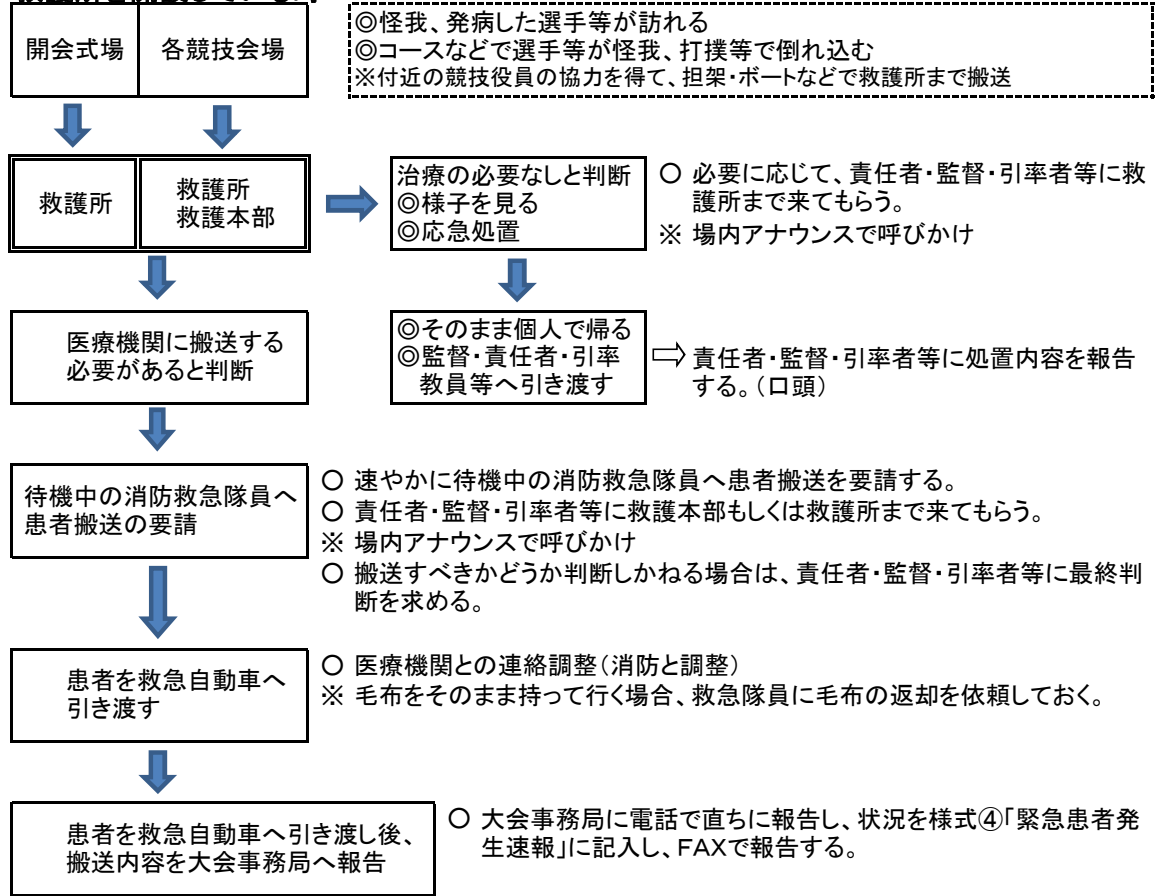 開会式場
各競技会場
◎怪我、発病した選手等が訪れる
◎コースなどで選手等が怪我、打撲等で倒れ込む
※付近の競技役員の協力を得て、担架・ボートなどで救護所まで搬送
救護所
救護所
救護本部
治療の必要なしと判断
◎様子を見る
◎応急処置
○ 必要に応じて、責任者・監督・引率者等に救
護所まで来てもらう。
※ 場内アナウンスで呼びかけ
医療機関に搬送する
必要があると判断
◎そのまま個人で帰る
◎監督・責任者・引率
教員等へ引き渡す
責任者・監督・引率者等に処置内容を報告
する。（口頭）
待機中の消防救急隊員へ
患者搬送の要請
○ 速やかに待機中の消防救急隊員へ患者搬送を要請する。
○ 責任者・監督・引率者等に救護本部もしくは救護所まで来てもらう。
※ 場内アナウンスで呼びかけ
○ 搬送すべきかどうか判断しかねる場合は、責任者・監督・引率者等に最終判
断を求める。
患者を救急自動車へ
引き渡す
○ 医療機関との連絡調整（消防と調整）
※ 毛布をそのまま持って行く場合、救急隊員に毛布の返却を依頼しておく。
患者を救急自動車へ引き渡し後、
搬送内容を大会事務局へ報告
○ 大会事務局に電話で直ちに報告し、状況を様式④「緊急患者発
生速報」に記入し、ＦＡＸで報告する。